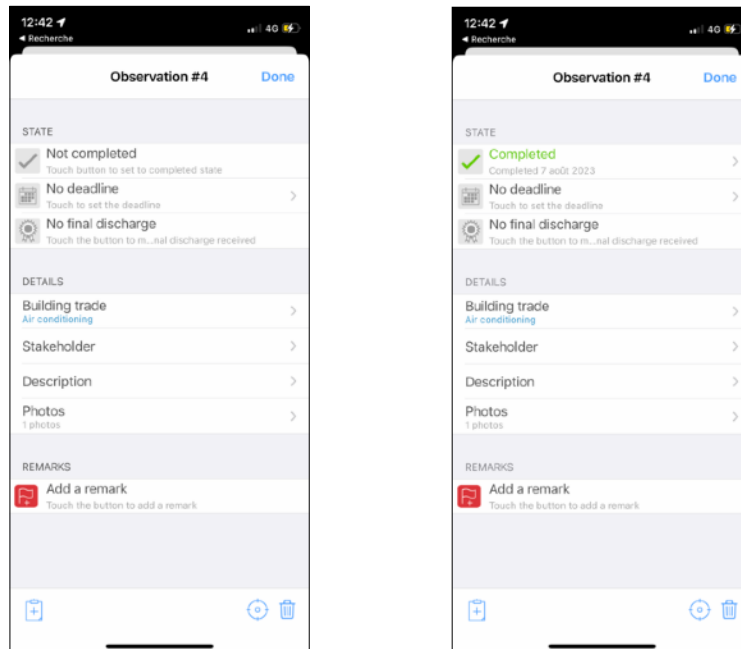 12:42
4G
◀ Recherche
Observation #4
Done
STATE
Not completed
Touch button to set to completed state
No deadline
Touch to set the deadline
No final discharge
Touch the button to m...nal discharge received
DETAILS
Building trade
Air conditioning
Stakeholder
Description
Photos
1 photos
REMARKS
Add a remark
Touch the button to add a remark
12:42
4G
◀ Recherche
Observation #4
Done
STATE
Completed
Completed 7 août 2023
No deadline
Touch to set the deadline
No final discharge
Touch the button to m...nal discharge received
DETAILS
Building trade
Air conditioning
Stakeholder
Description
Photos
1 photos
REMARKS
Add a remark
Touch the button to add a remark